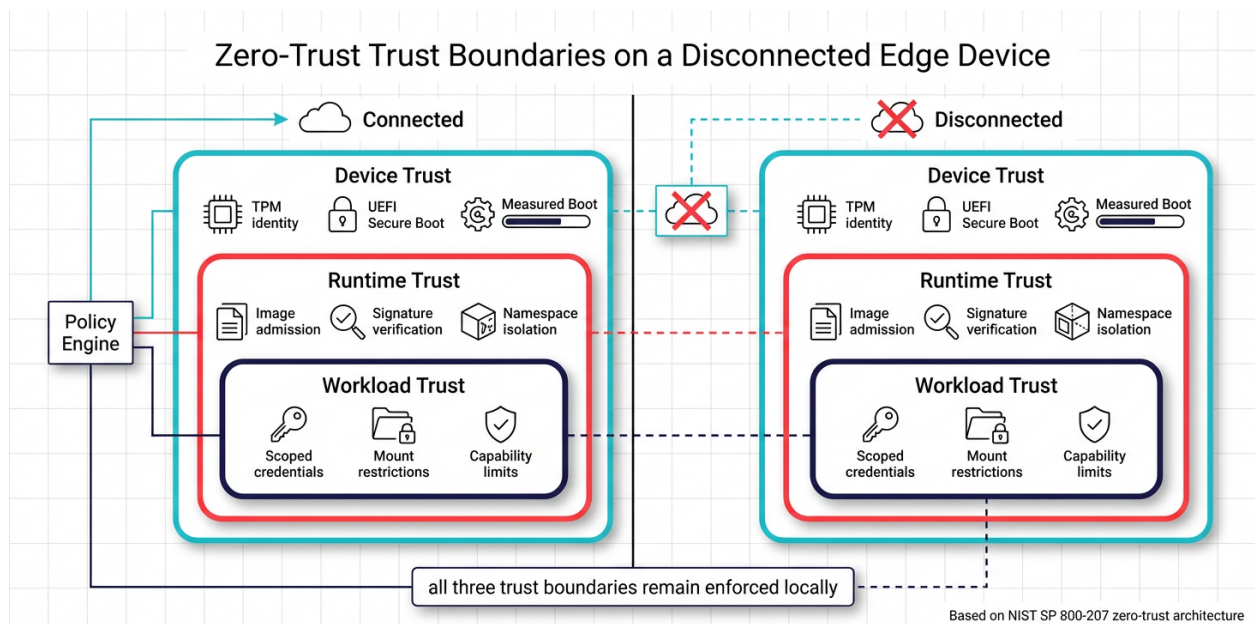 Zero-Trust Trust Boundaries on a Disconnected Edge Device
Connected
Disconnected
Policy
Engine
Device Trust
TPM
identity
UEFI
Secure Boot
Measured Boot
Runtime Trust
Image
admission
Signature
verification
Namespace
isolation
Workload Trust
Scoped
credentials
Mount
restrictions
Capability
limits
Device Trust
TPM
identity
UEFI
Secure Boot
Measured Boot
Runtime Trust
Image
admission
Signature
verification
Namespace
isolation
Workload Trust
Scoped
credentials
Mount
restrictions
Capability
limits
all three trust boundaries remain enforced locally
Based on NIST SP 800-207 zero-trust architecture